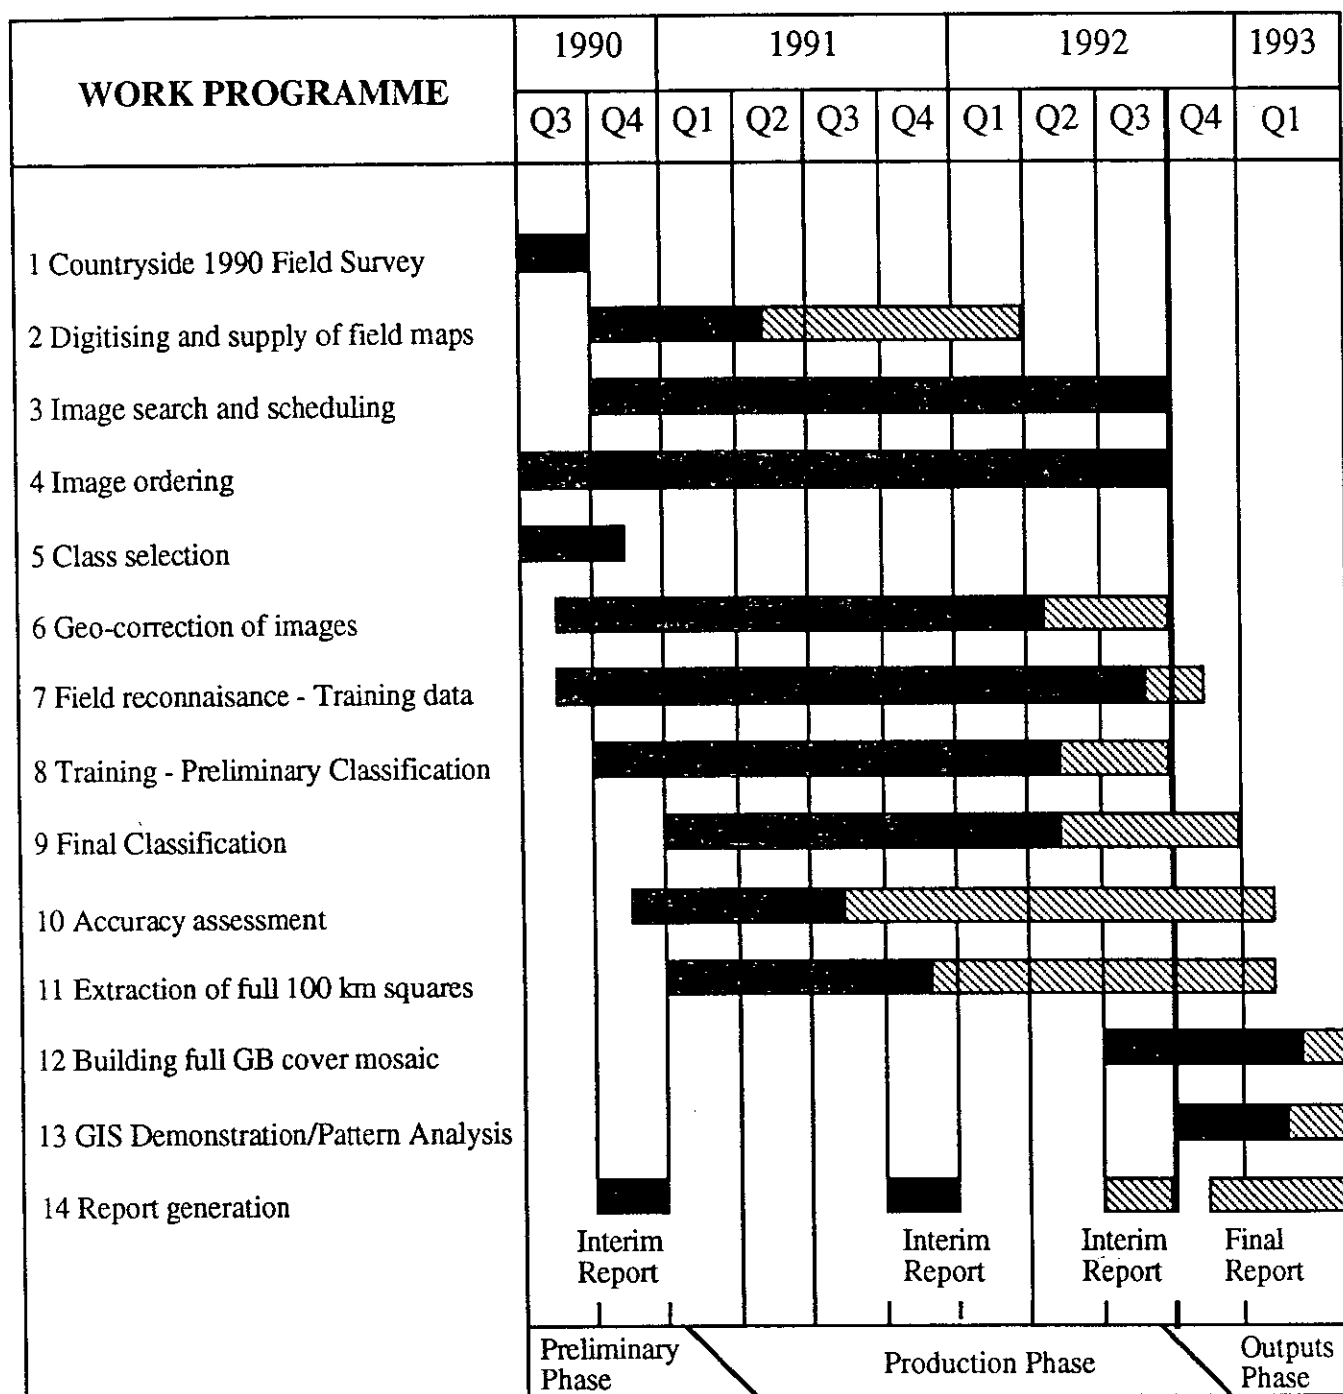 WORK PROGRAMME
1990 1991 1992 1993
Q3 Q4 Q1 Q2 Q3 Q4 Q1 Q2 Q3 Q4 Q1
1 Countryside 1990 Field Survey
2 Digitising and supply of field maps
3 Image search and scheduling
4 Image ordering
5 Class selection
6 Geo-correction of images
7 Field reconnaisance - Training data
8 Training - Preliminary Classification
9 Final Classification
10 Accuracy assessment
11 Extraction of full 100 km squares
12 Building full GB cover mosaic
13 GIS Demonstration/Pattern Analysis
14 Report generation
Interim
Report
Interim
Report
Interim
Report
Final
Report
Preliminary
Phase
Production Phase
Outputs
Phase